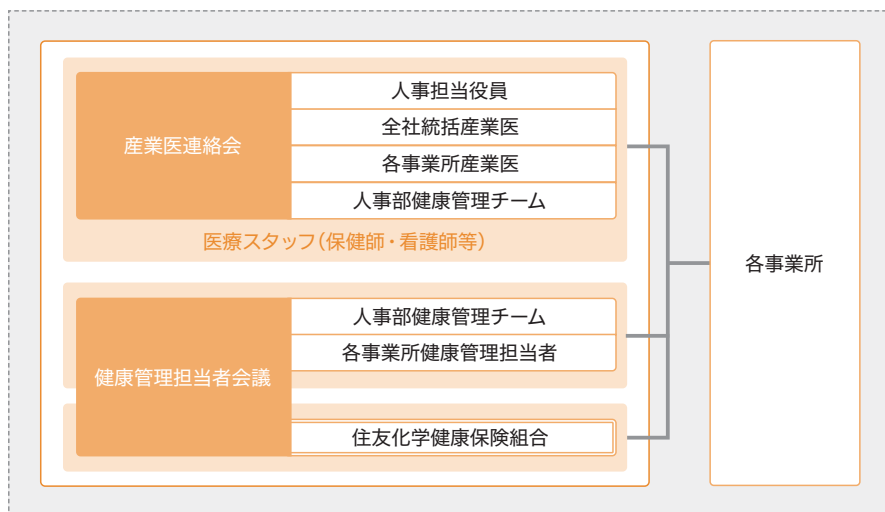 産業医連絡会
人事担当役員
全社統括産業医
各事業所産業医
人事部健康管理チーム
医療スタッフ(保健師・看護師等)
健康管理担当者会議
人事部健康管理チーム
各事業所健康管理担当者
住友化学健康保険組合
各事業所